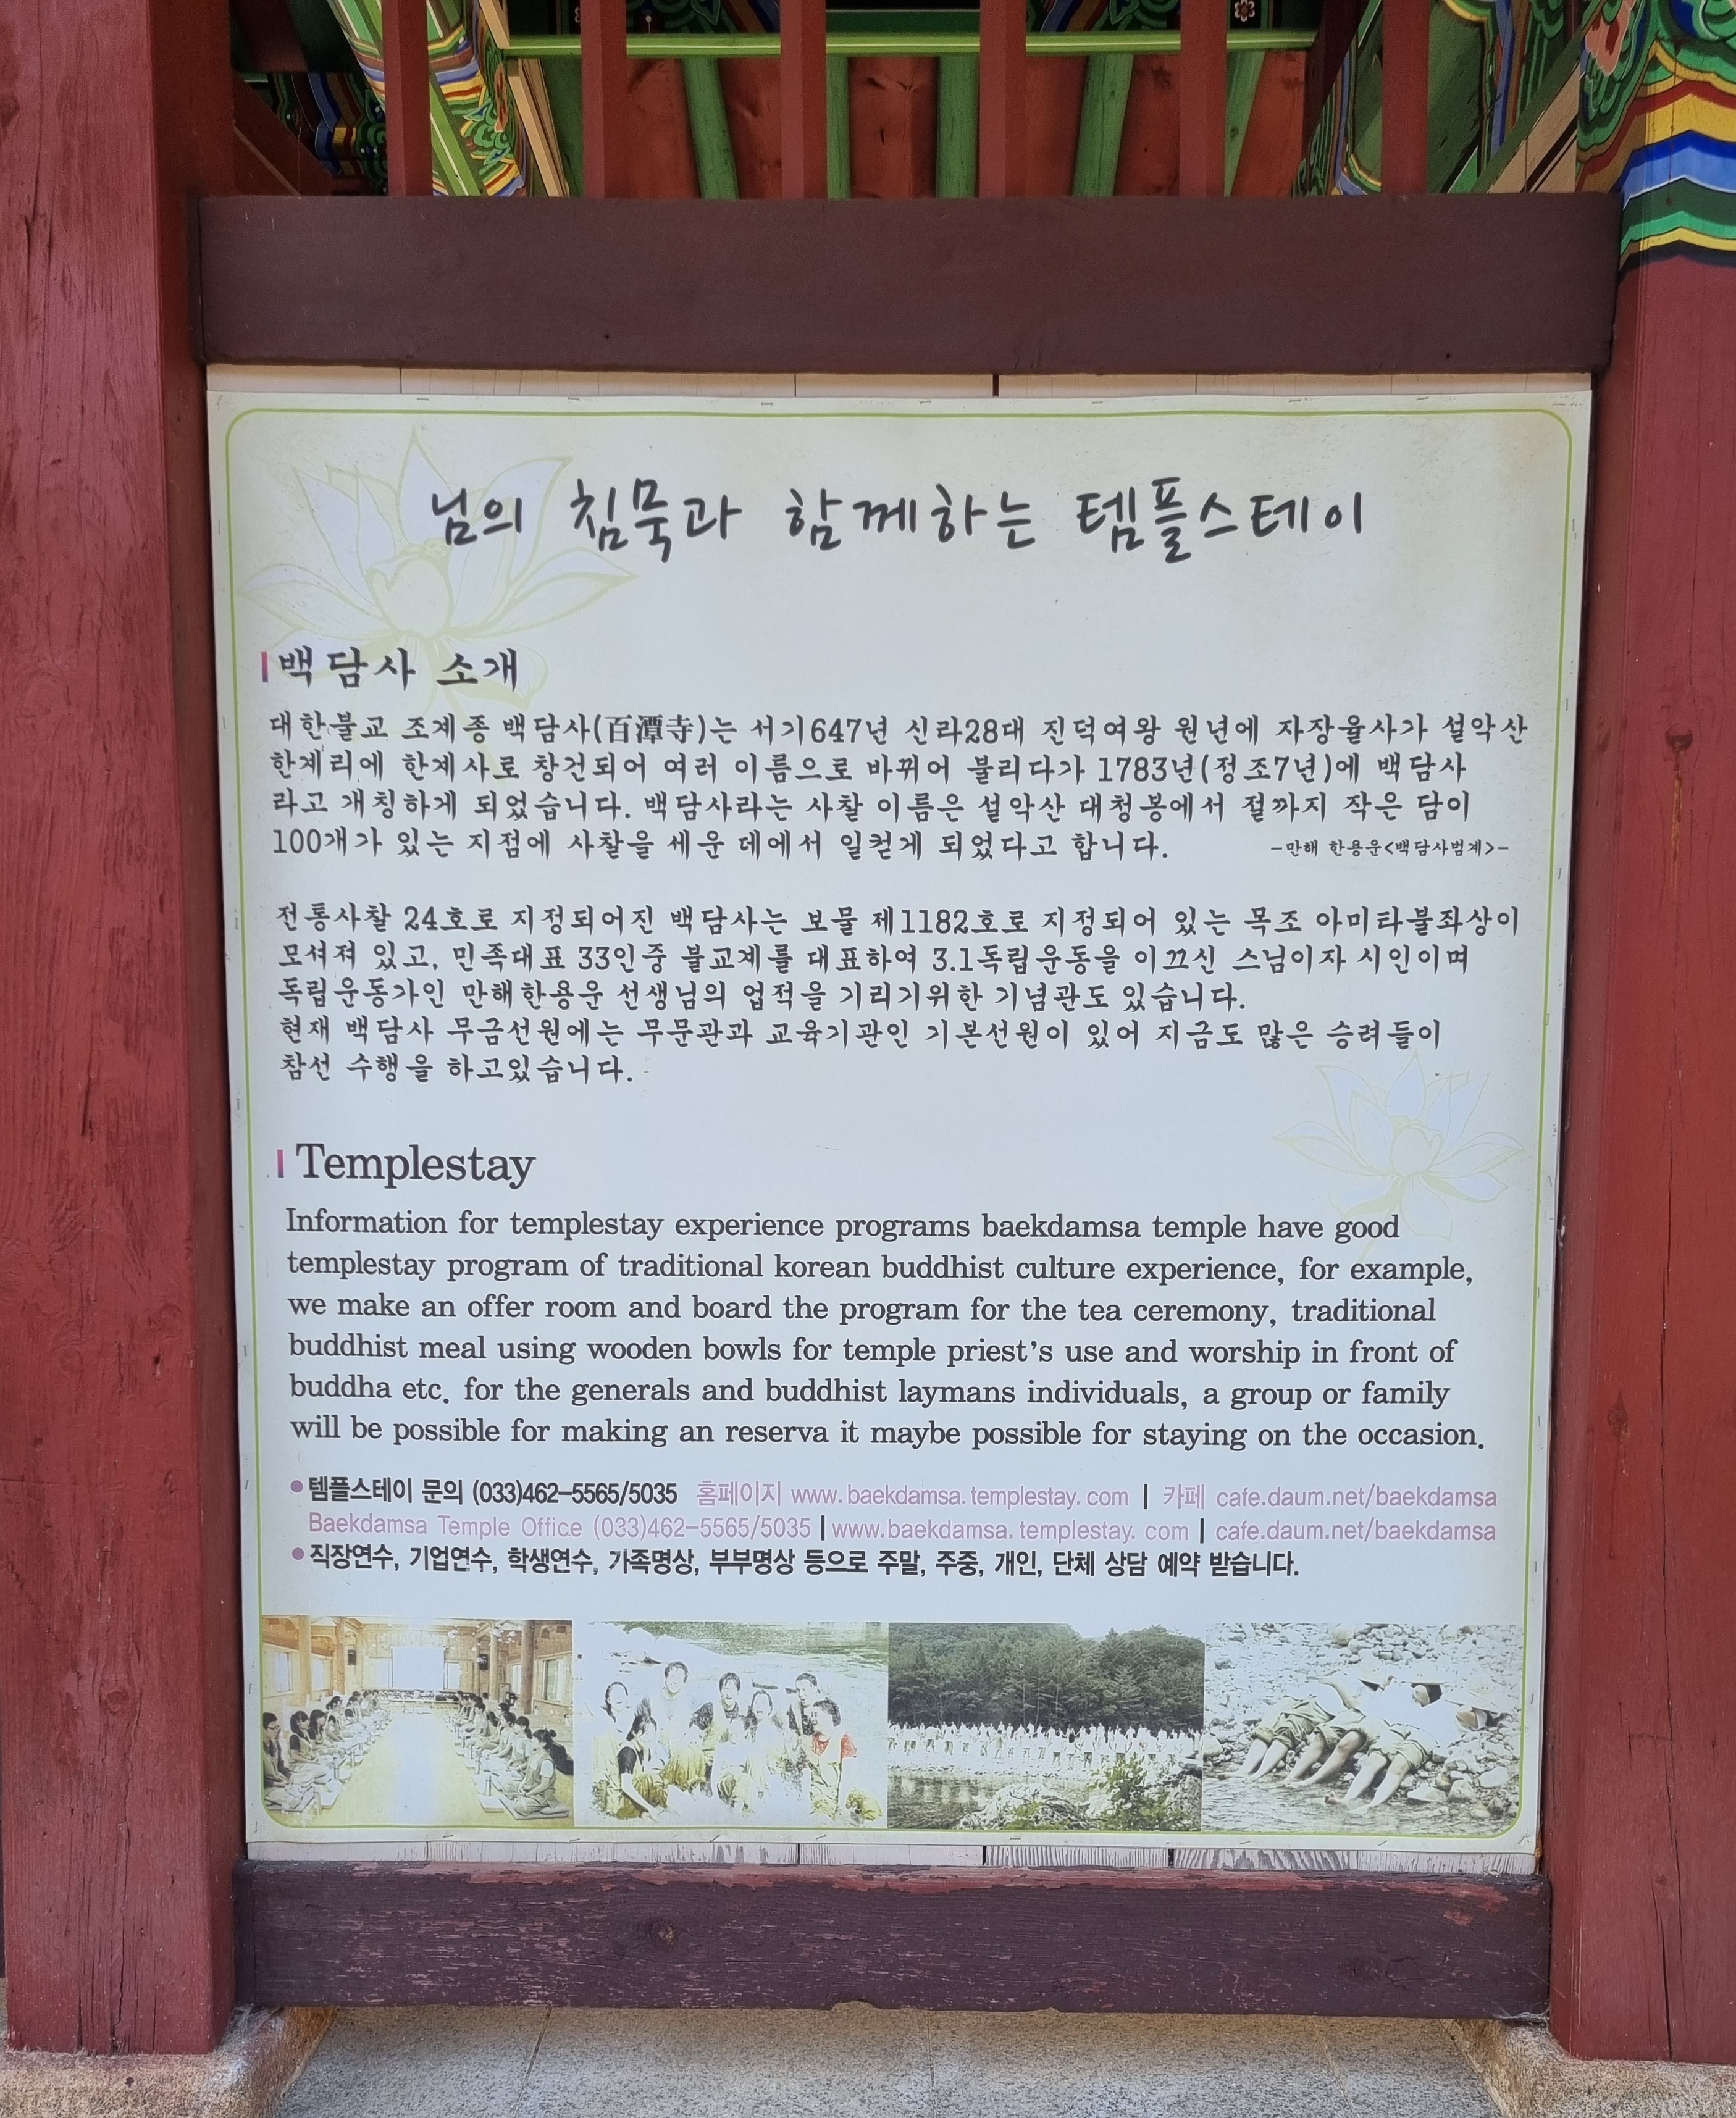 님의 침묵과 함께하는 템플스테이
백담사 소개
대한불교 조계종 백담사(百潭寺)는 서기647년 신라28대 진덕여왕 원년에 자장율사가 설악산
한계리에 한계사로 창건되어 여러 이름으로 바뀌어 불리다가 1783년(정조7년)에 백담사
라고 개칭하게 되었습니다. 백담사라는 사찰 이름은 설악산 대청봉에서 절까지 작은 담이
100개가 있는 지점에 사찰을 세운 데에서 일컫게 되었다고 합니다.
-만해 한용운<백담사범계>-
전통사찰 24호로 지정되어진 백담사는 보물 제1182호로 지정되어 있는 목조 아미타불좌상이
모셔져 있고, 민족대표 33인중 불교계를 대표하여 3.1독립운동을 이끄신 스님이자 시인이며
독립운동가인 만해한용운 선생님의 업적을 기리기위한 기념관도 있습니다.
현재 백담사 무금선원에는 무문관과 교육기관인 기본선원이 있어 지금도 많은 승려들이
참선 수행을 하고있습니다.
Templestay
Information for templestay experience programs baekdamsa temple have good
templestay program of traditional korean buddhist culture experience, for example,
we make an offer room and board the program for the tea ceremony, traditional
buddhist meal using wooden bowls for temple priest's use and worship in front of
buddha etc. for the generals and buddhist laymans individuals, a group or family
will be possible for making an reserva it maybe possible for staying on the occasion.
•템플스테이 문의 (033)462-5565/5035 홈페이지 www.baekdamsa.templestay.com | 카페 cafe.daum.net/baekdamsa
Baekdamsa Temple Office (033)462-5565/5035 | www.baekdamsa.templestay.com | cafe.daum.net/baekdamsa
•직장연수, 기업연수, 학생연수, 가족명상, 부부명상 등으로 주말, 주중, 개인, 단체 상담 예약 받습니다.